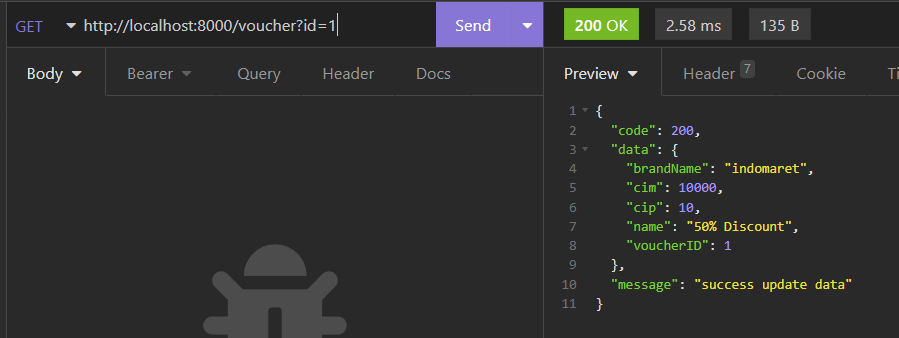 GET http://localhost:8000/voucher?id=1 Send 200 OK 2.58 ms 135 B
Body Bearer Query Header Docs Preview Header 7 Cookie Ti
1 {
2 "code": 200,
3 "data": {
4 "brandName": "indomaret",
5 "cim": 10000,
6 "cip": 10,
7 "name": "50% Discount",
8 "voucherID": 1
9 },
10 "message": "success update data"
11 }